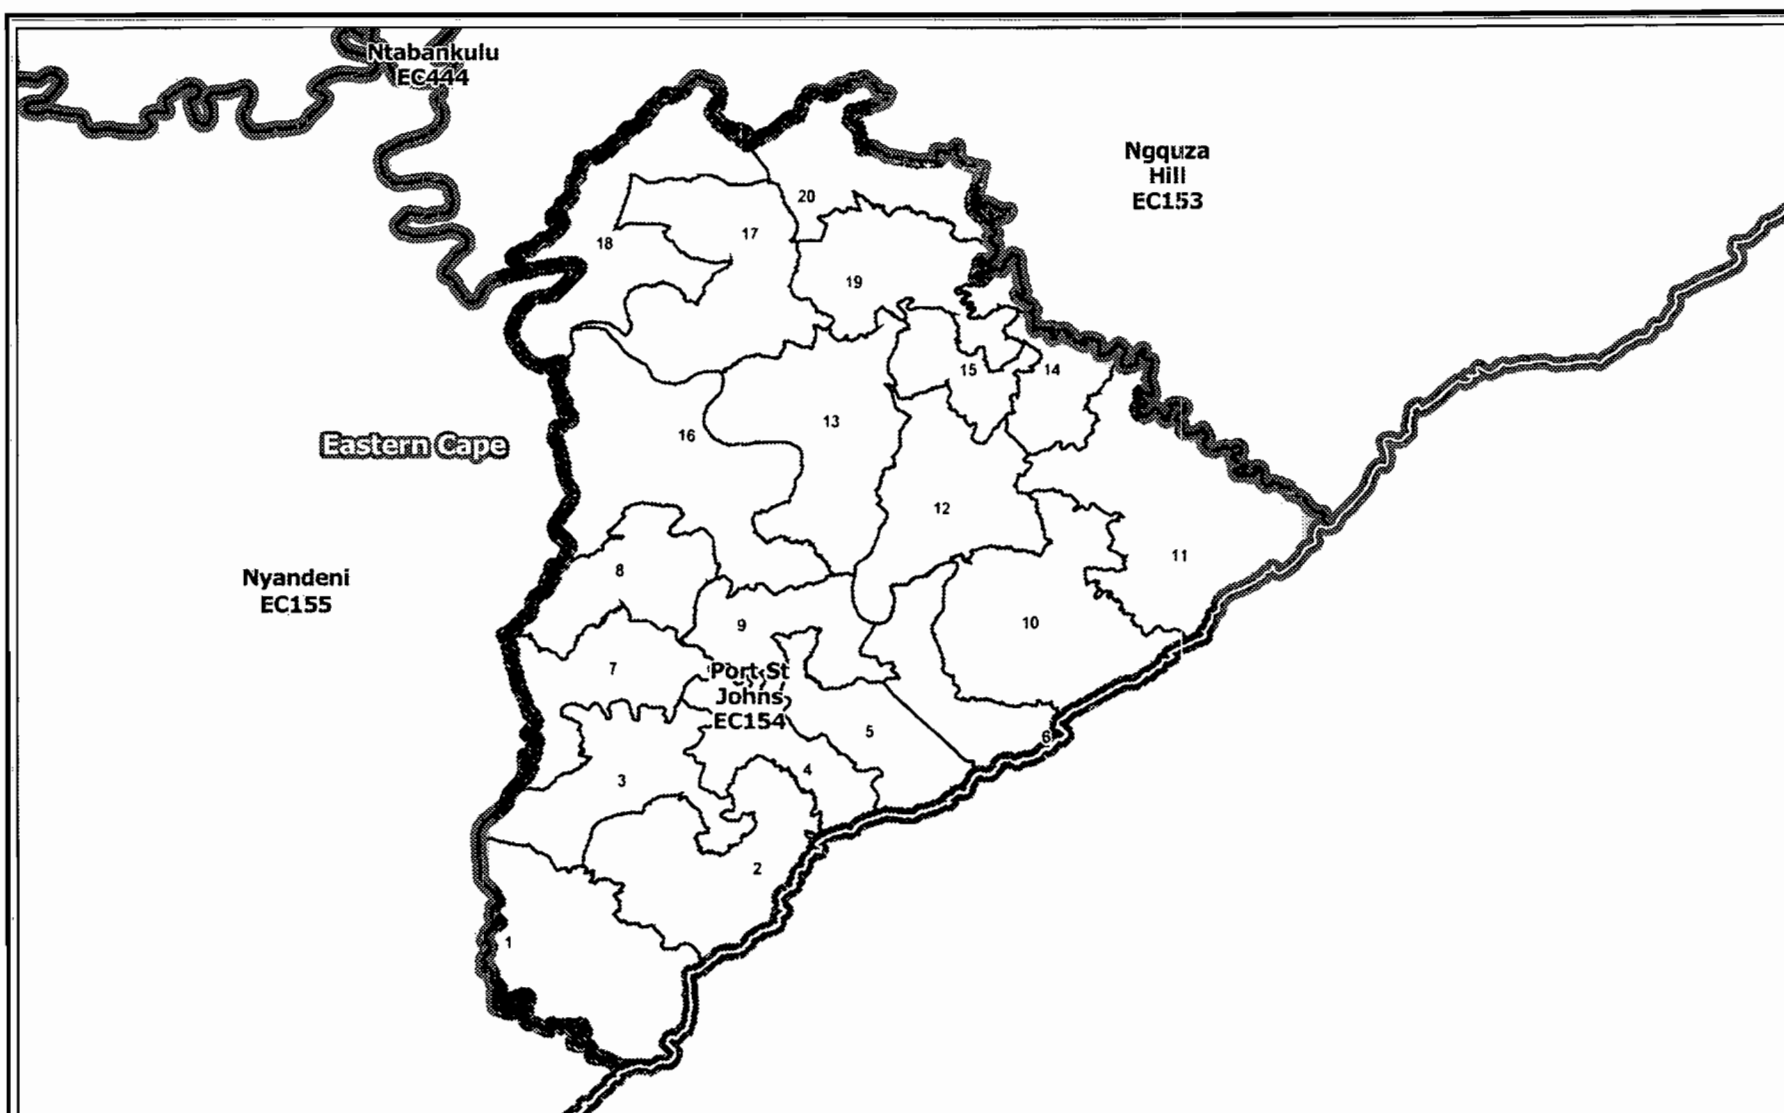 Ntabankulu
EC444
Ngquza
Hill
EC153
20
18
17
19
15
14
Eastern Cape
16
13
12
11
Nyandeni
EC155
8
9
10
7
Port St
Johns
EC154
5
6
3
4
2
1